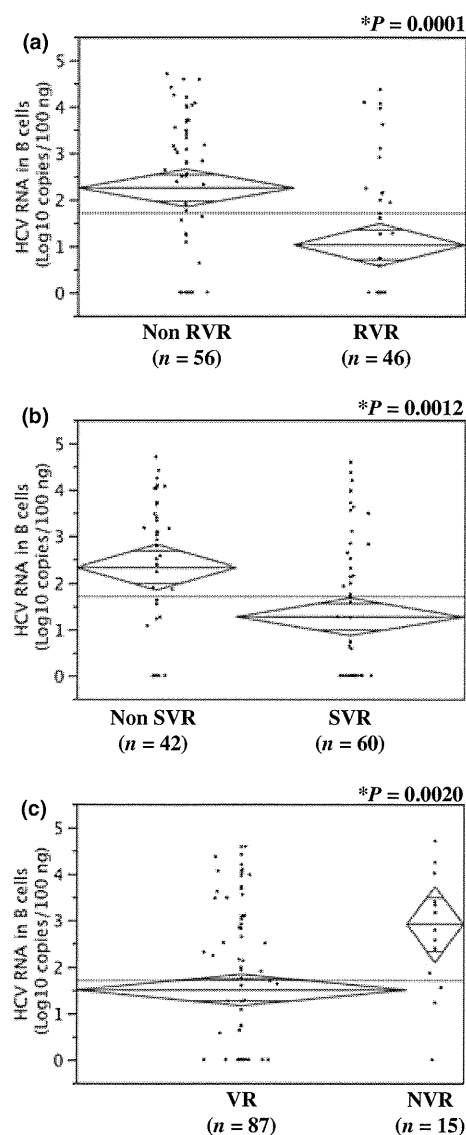 (a)
*P = 0.0001
HCV RNA in B cells
(Log10 copies/100 ng)
5
4
3
2
1
0
Non RVR
RVR
(n = 56)
(n = 46)
(b)
*P = 0.0012
HCV RNA in B cells
(Log10 copies/100 ng)
5
4
3
2
1
0
Non SVR
SVR
(n = 42)
(n = 60)
(c)
*P = 0.0020
HCV RNA in B cells
(Log10 copies/100 ng)
5
4
3
2
1
0
VR
NVR
(n = 87)
(n = 15)